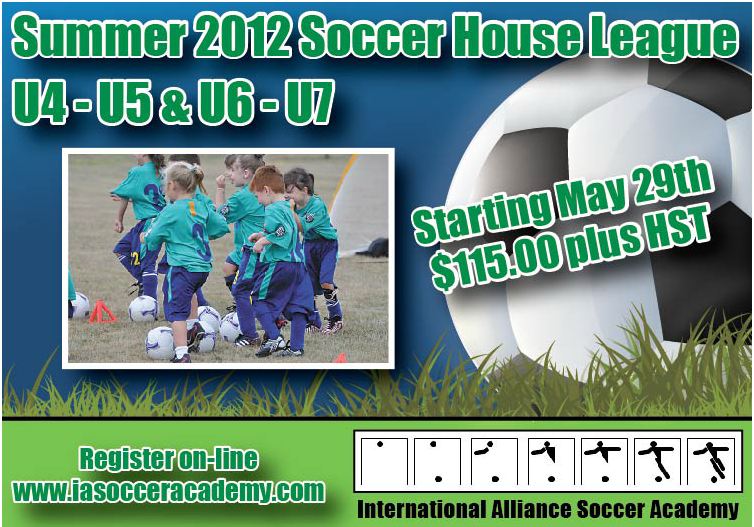 Summer 2012 Soccer House League
U4 - U5 & U6 - U7
Starting May 29th
$115.00 plus HST
Register on-line
www.iasocceracademy.com
International Alliance Soccer Academy